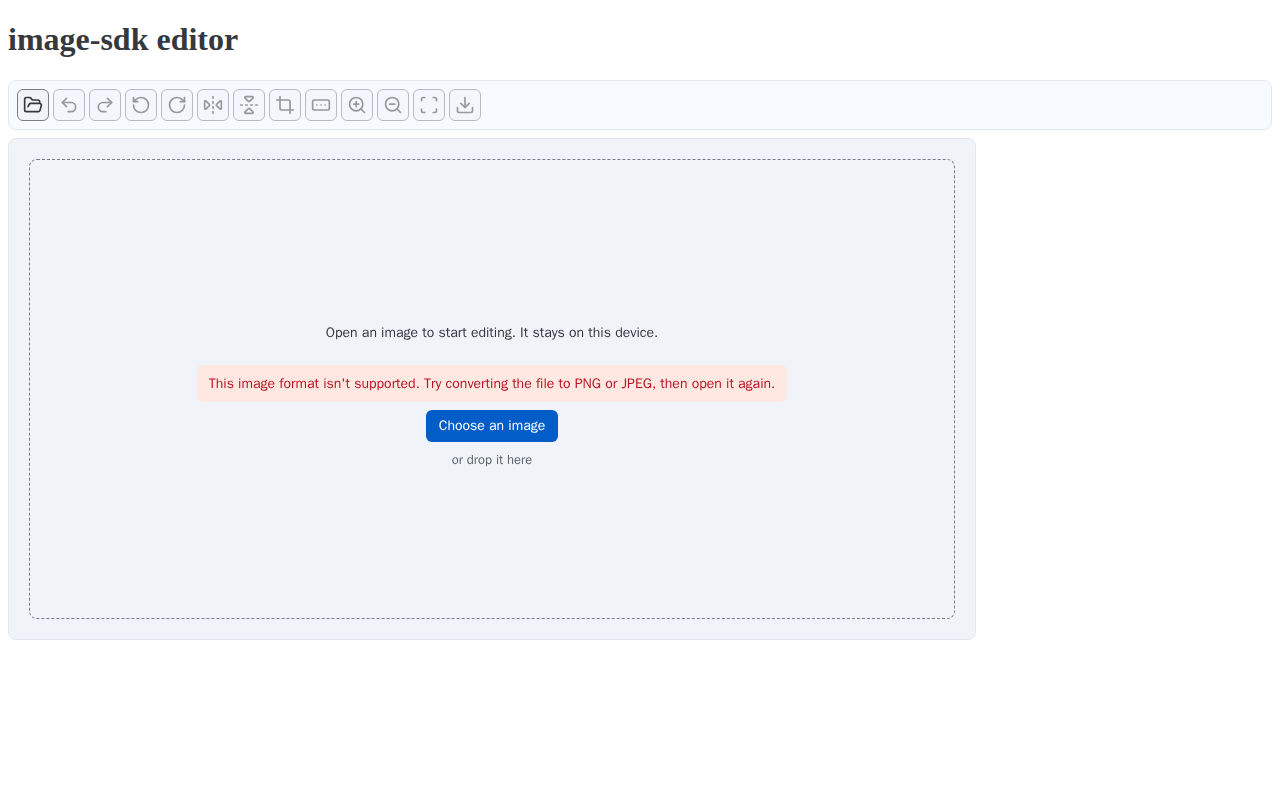 image-sdk editor
Open an image to start editing. It stays on this device.
This image format isn't supported. Try converting the file to PNG or JPEG, then open it again.
Choose an image
or drop it here